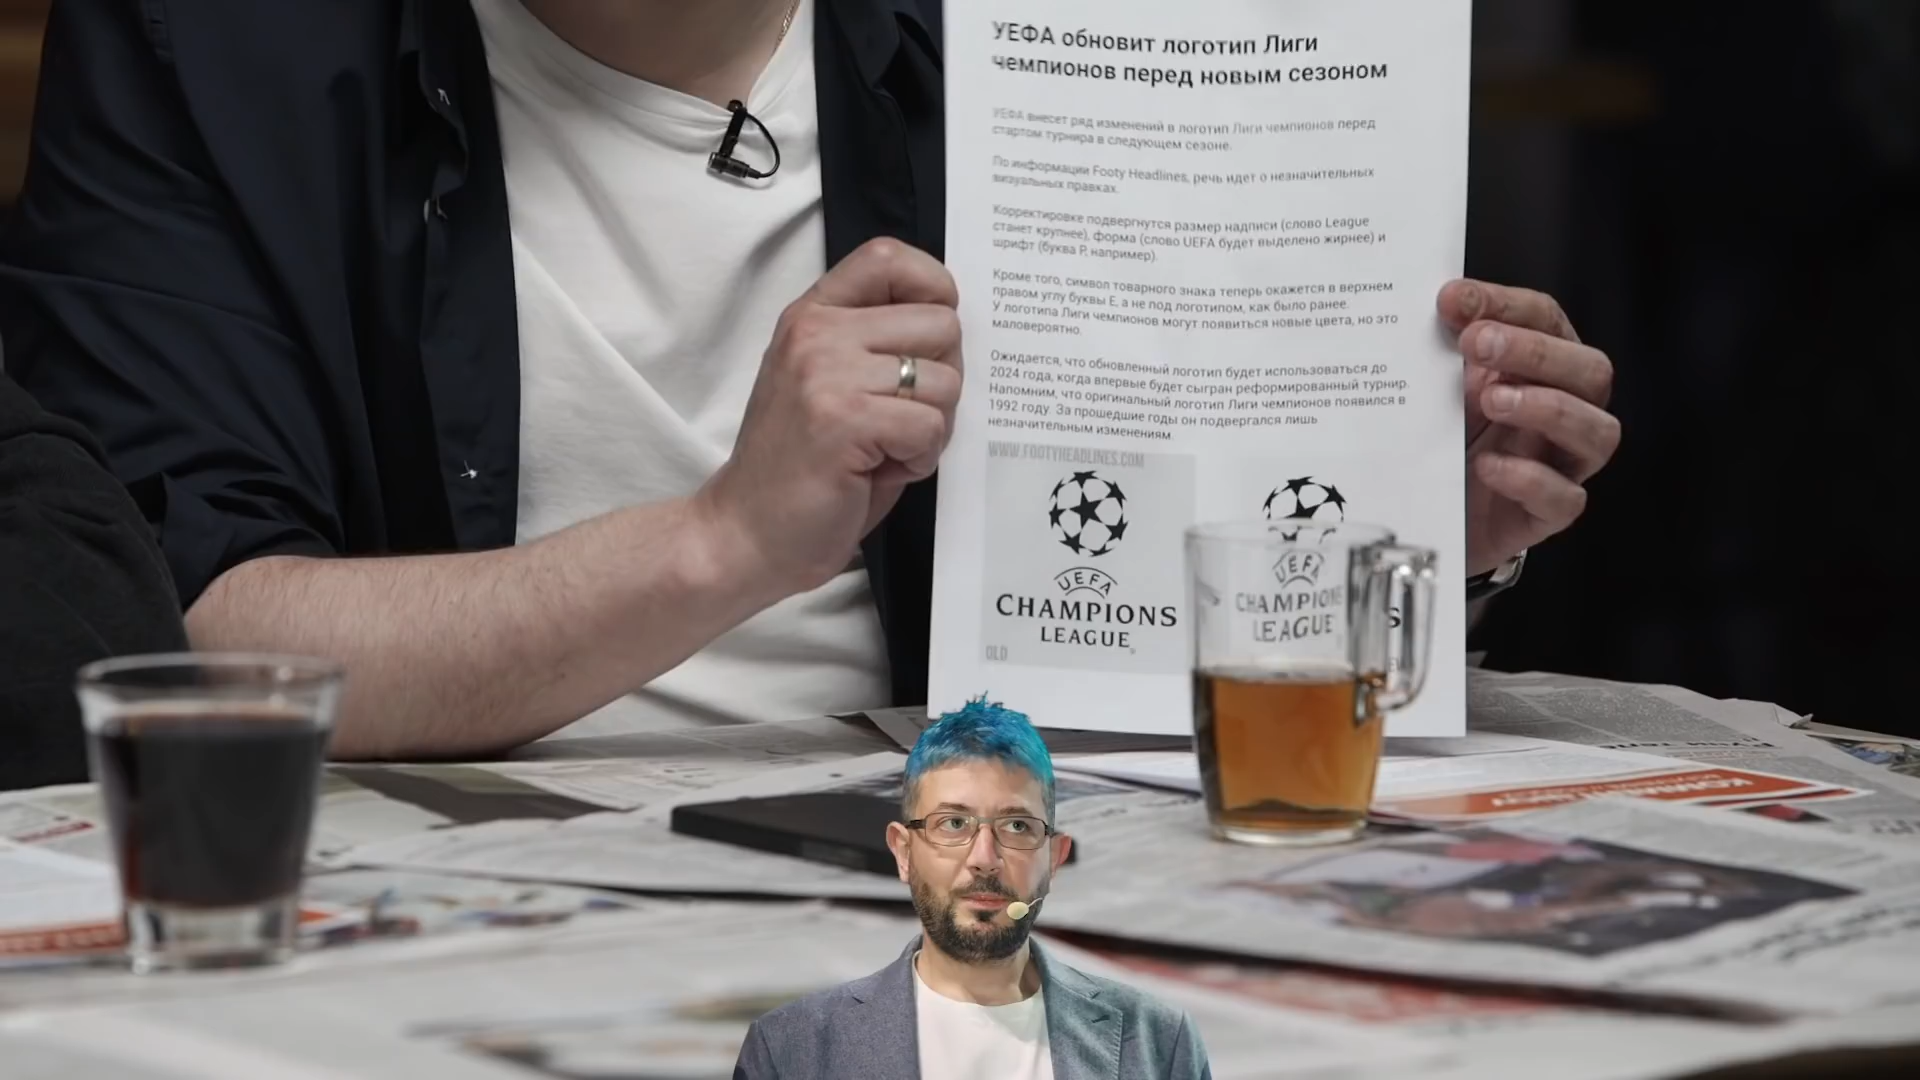 УЕФА обновит логотип Лиги
чемпионов перед новым сезоном
УЕФА внесет ряд изменений в логотип Лиги чемпионов перед
стартом турнира в следующем сезоне.
По информации Footy Headlines, речь идет о незначительных
визуальных правках.
Корректировке подвергнутся размер надписи (слово League
станет крупнее), форма (слово UEFA будет выделено жирнее) и
шрифт (буква P, например).
Кроме того, символ товарного знака теперь окажется в верхнем
правом углу буквы E, а не под логотипом, как было ранее.
У логотипа Лиги чемпионов могут появиться новые цвета, но это
маловероятно.
Ожидается, что обновленный логотип будет использоваться до
2024 года, когда впервые будет сыгран реформированный турнир.
Напомним, что оригинальный логотип Лиги чемпионов появился в
1992 году. За прошедшие годы он подвергался лишь
незначительным изменениям.
WWW.FOOTYHEADLINES.COM
UEFA
CHAMPIONS
LEAGUE
OLD
UEFA
CHAMPIONS
LEAGUE